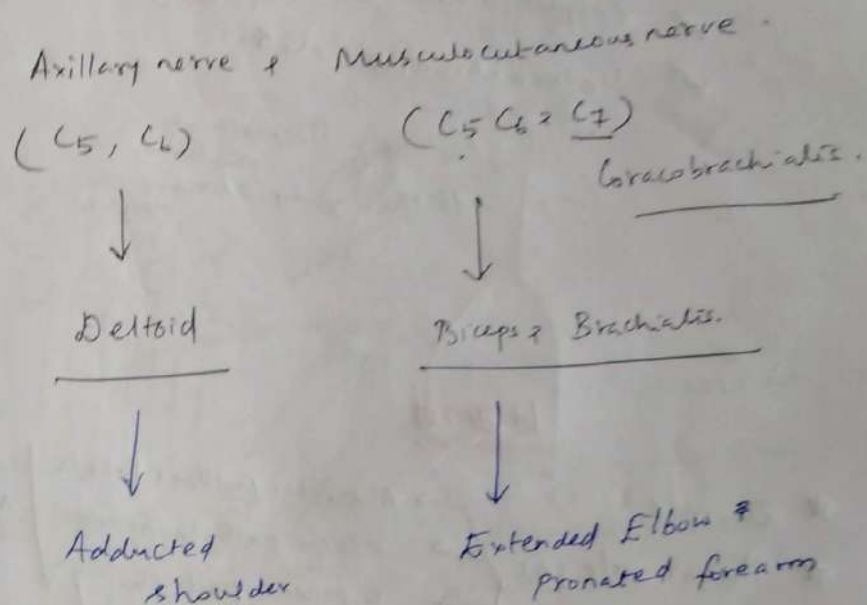 Axillary nerve & Musculocutaneous nerve.
(C5, C6) (C5 C6 & C7)
Coracobrachialis.
Deltoid Biceps & Brachialis.
Adducted Extended Elbow &
shoulder pronated forearm